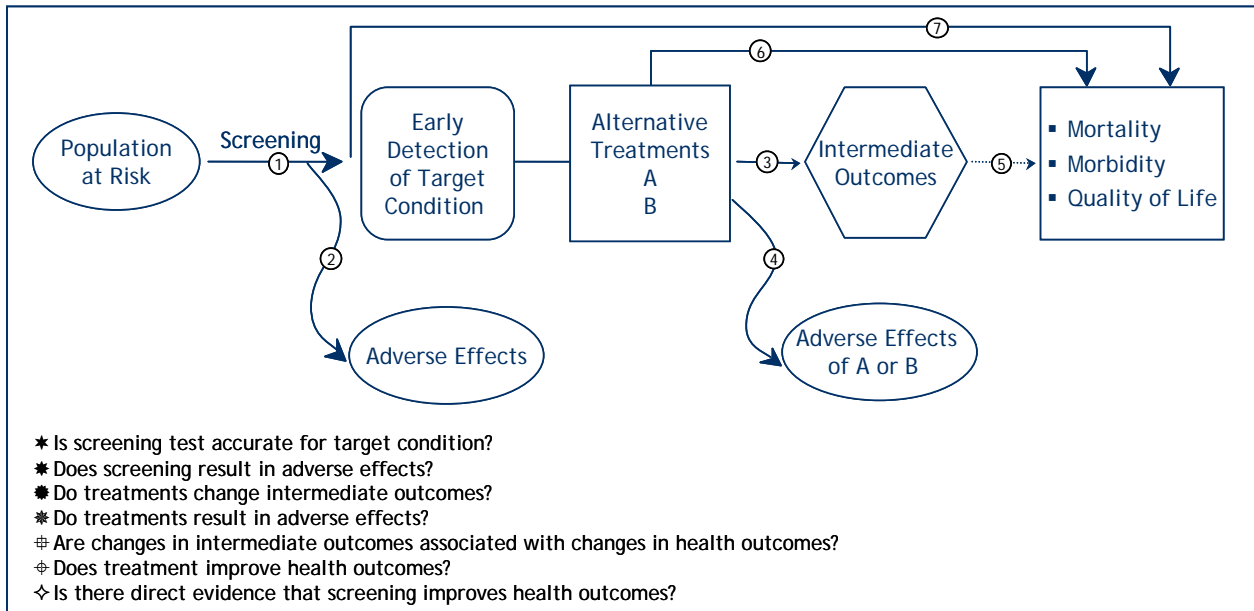 7
6
Population
at Risk
Screening
1
Early
Detection
of Target
Condition
Alternative
Treatments
A
B
3
Intermediate
Outcomes
5
▪ Mortality
▪ Morbidity
▪ Quality of Life
2
4
Adverse Effects
Adverse Effects
of A or B
✶ Is screening test accurate for target condition?
✸ Does screening result in adverse effects?
✹ Do treatments change intermediate outcomes?
✵ Do treatments result in adverse effects?
⌖ Are changes in intermediate outcomes associated with changes in health outcomes?
⌖ Does treatment improve health outcomes?
✧ Is there direct evidence that screening improves health outcomes?